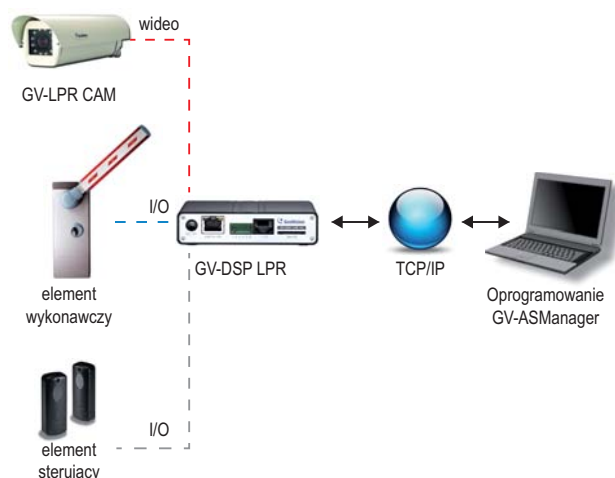 wideo
GV-LPR CAM
I/O
GV-DSP LPR
TCP/IP
element
wykonawczy
Oprogramowanie
GV-ASManager
I/O
element
sterujacy